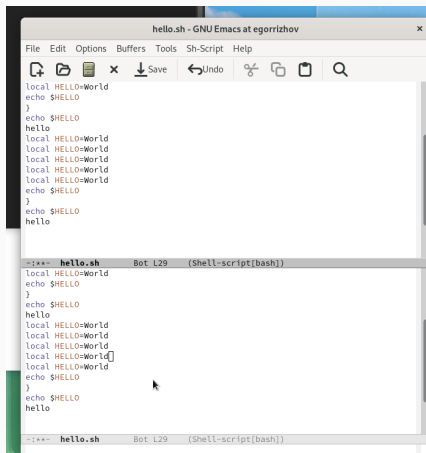 hello.sh - GNU Emacs at egorrizhov ×
File Edit Options Buffers Tools Sh-Script Help
Save Undo
local HELLO=World
echo $HELLO
}
echo $HELLO
hello
local HELLO=World
local HELLO=World
local HELLO=World
local HELLO=World
local HELLO=World
echo $HELLO
}
echo $HELLO
hello
-:**- hello.sh Bot L29 (Shell-script[bash])
local HELLO=World
echo $HELLO
}
echo $HELLO
hello
local HELLO=World
local HELLO=World
local HELLO=World
local HELLO=World
local HELLO=World
echo $HELLO
}
echo $HELLO
hello
-:**- hello.sh Bot L29 (Shell-script[bash])